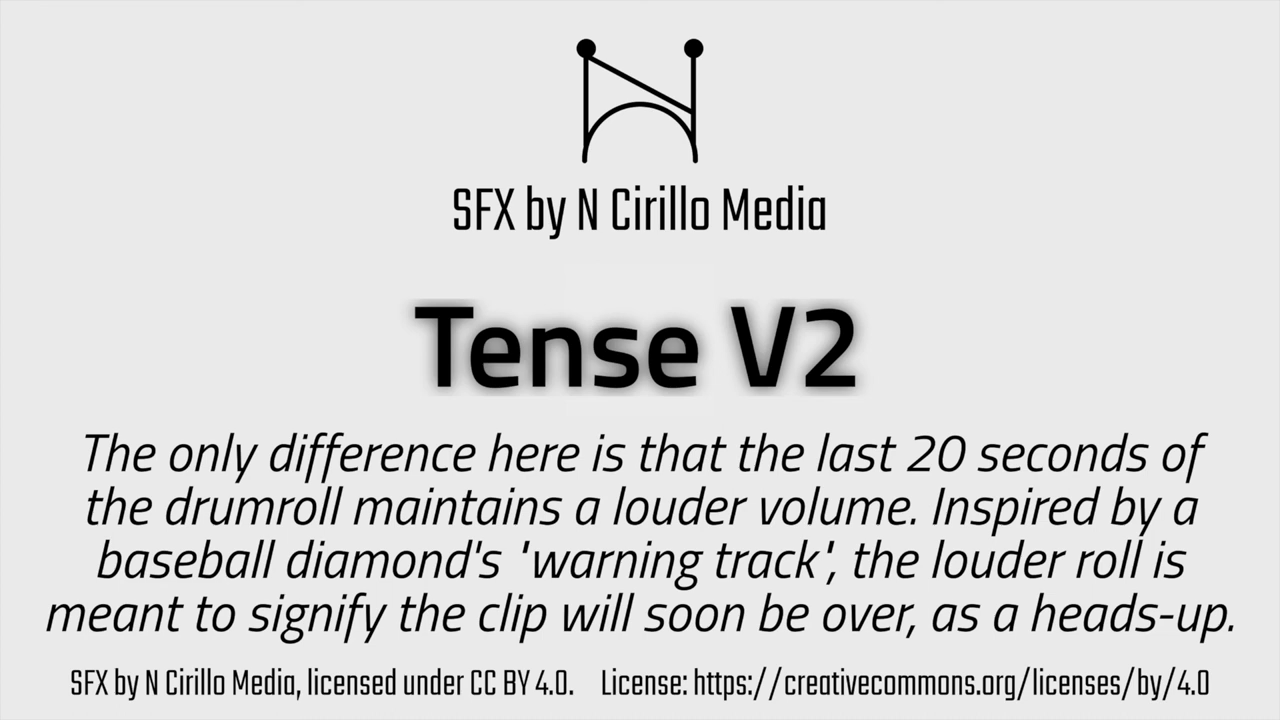 SFX by N Cirillo Media
Tense V2
The only difference here is that the last 20 seconds of
the drumroll maintains a louder volume. Inspired by a
baseball diamond's 'warning track', the louder roll is
meant to signify the clip will soon be over, as a heads-up.
SFX by N Cirillo Media, licensed under CC BY 4.0. License: https://creativecommons.org/licenses/by/4.0